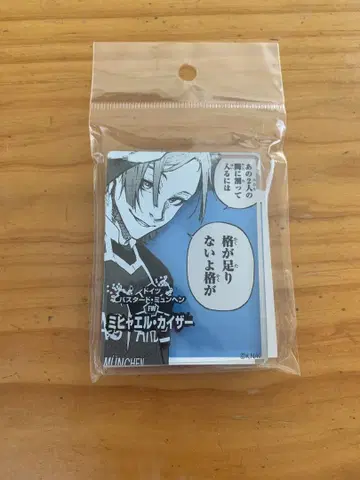 あの2人の
間に割って
入るには
格が足り
ないよ格が
ドイツ
バスタード・ミュンヘン
FW
ミヒャエル・カイザー
MÜNCHEN